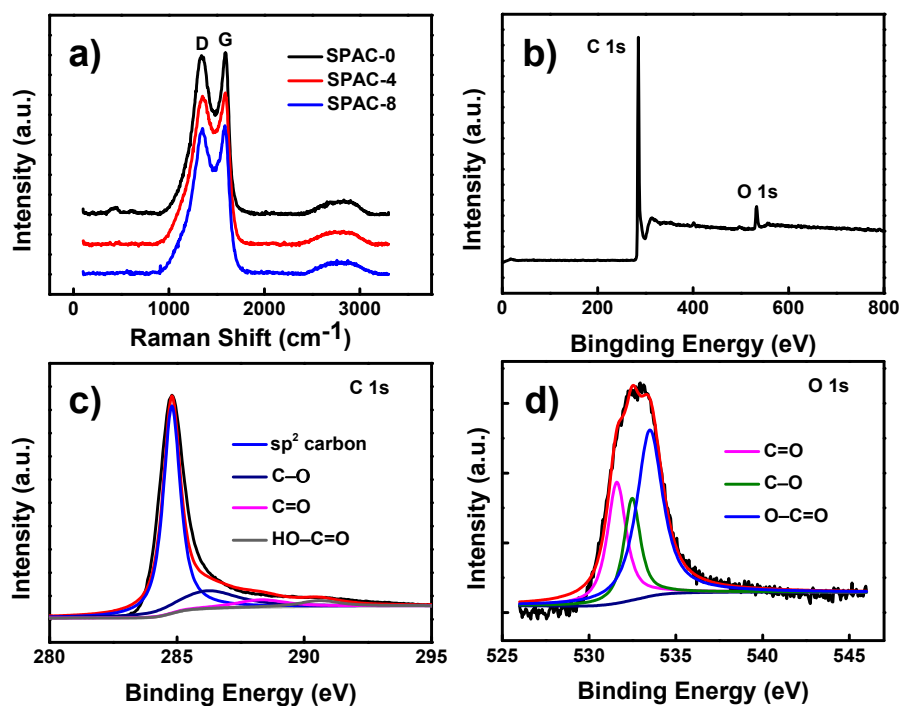 a)
D G
SPAC-0
SPAC-4
SPAC-8
Intensity (a.u.)
0 1000 2000 3000
Raman Shift (cm-1)
b)
C 1s
O 1s
Intensity (a.u.)
0 200 400 600 800
Bingding Energy (eV)
c)
C 1s
sp2 carbon
C–O
C=O
HO–C=O
Intensity (a.u.)
280 285 290 295
Binding Energy (eV)
d)
O 1s
C=O
C–O
O–C=O
Intensity (a.u.)
525 530 535 540 545
Binding Energy (eV)